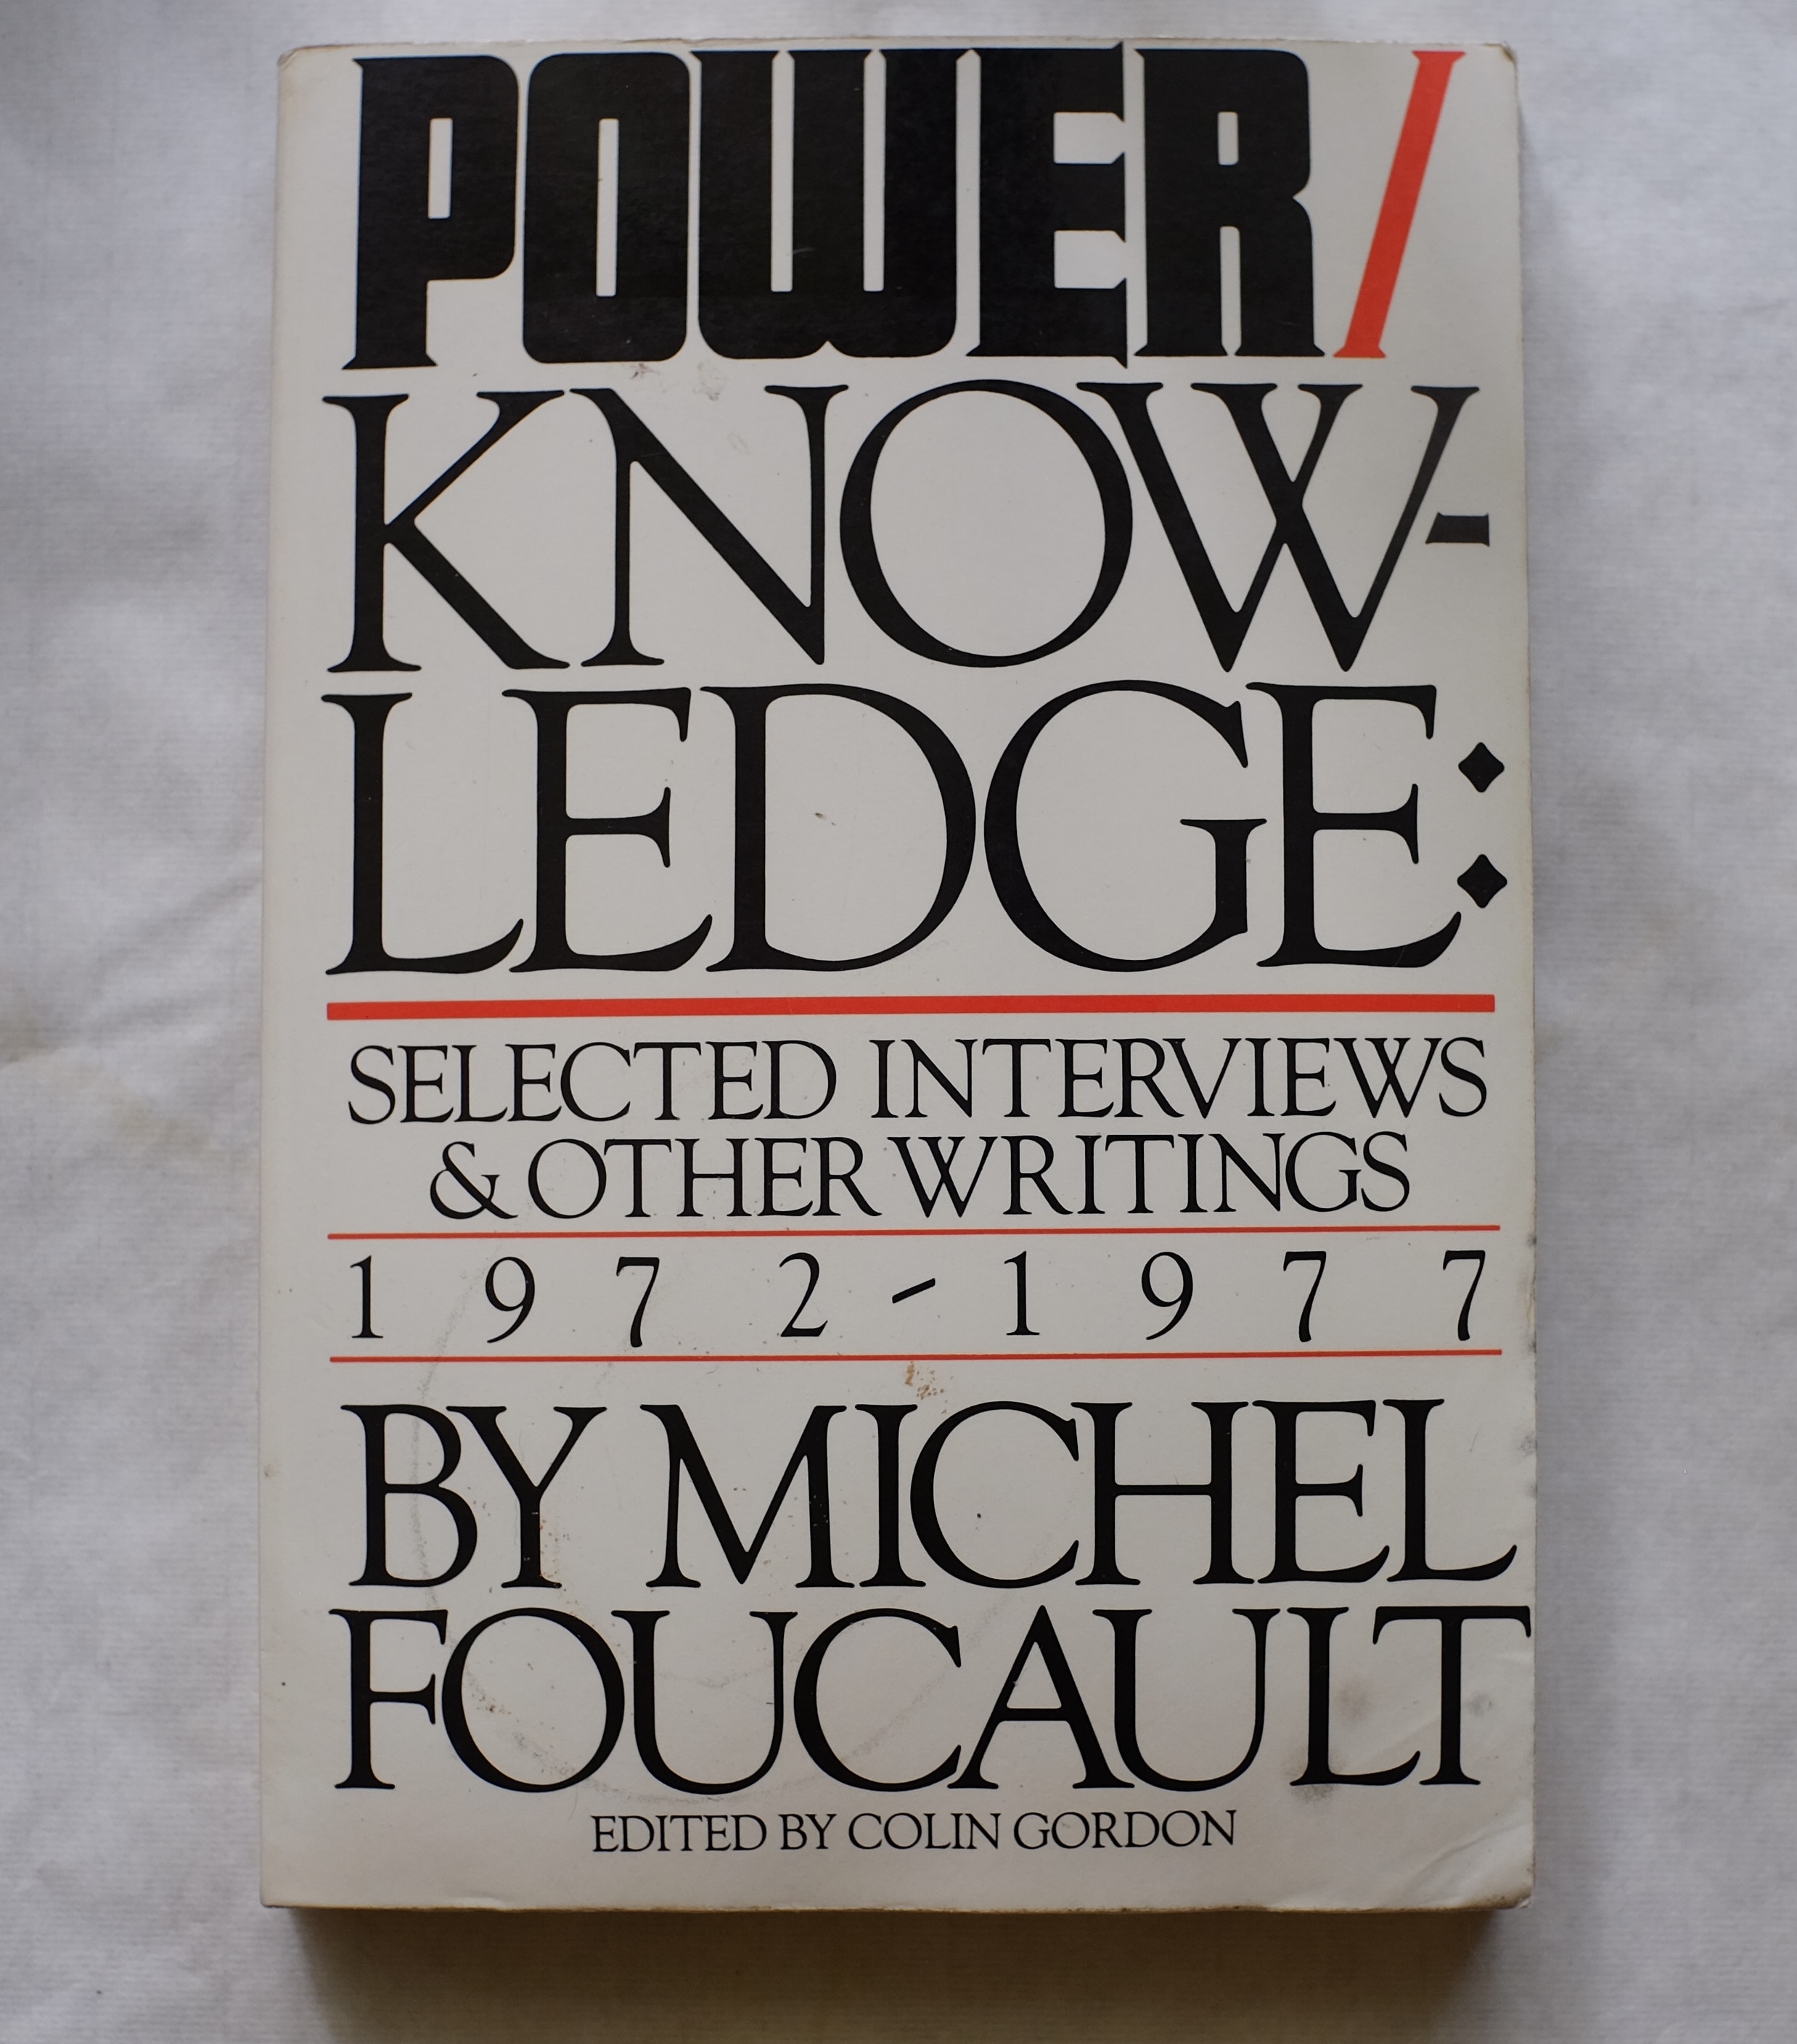 POWER/
KNOW-
LEDGE:
SELECTED INTERVIEWS
& OTHER WRITINGS
1972-1977
BY MICHEL
FOUCAULT
EDITED BY COLIN GORDON